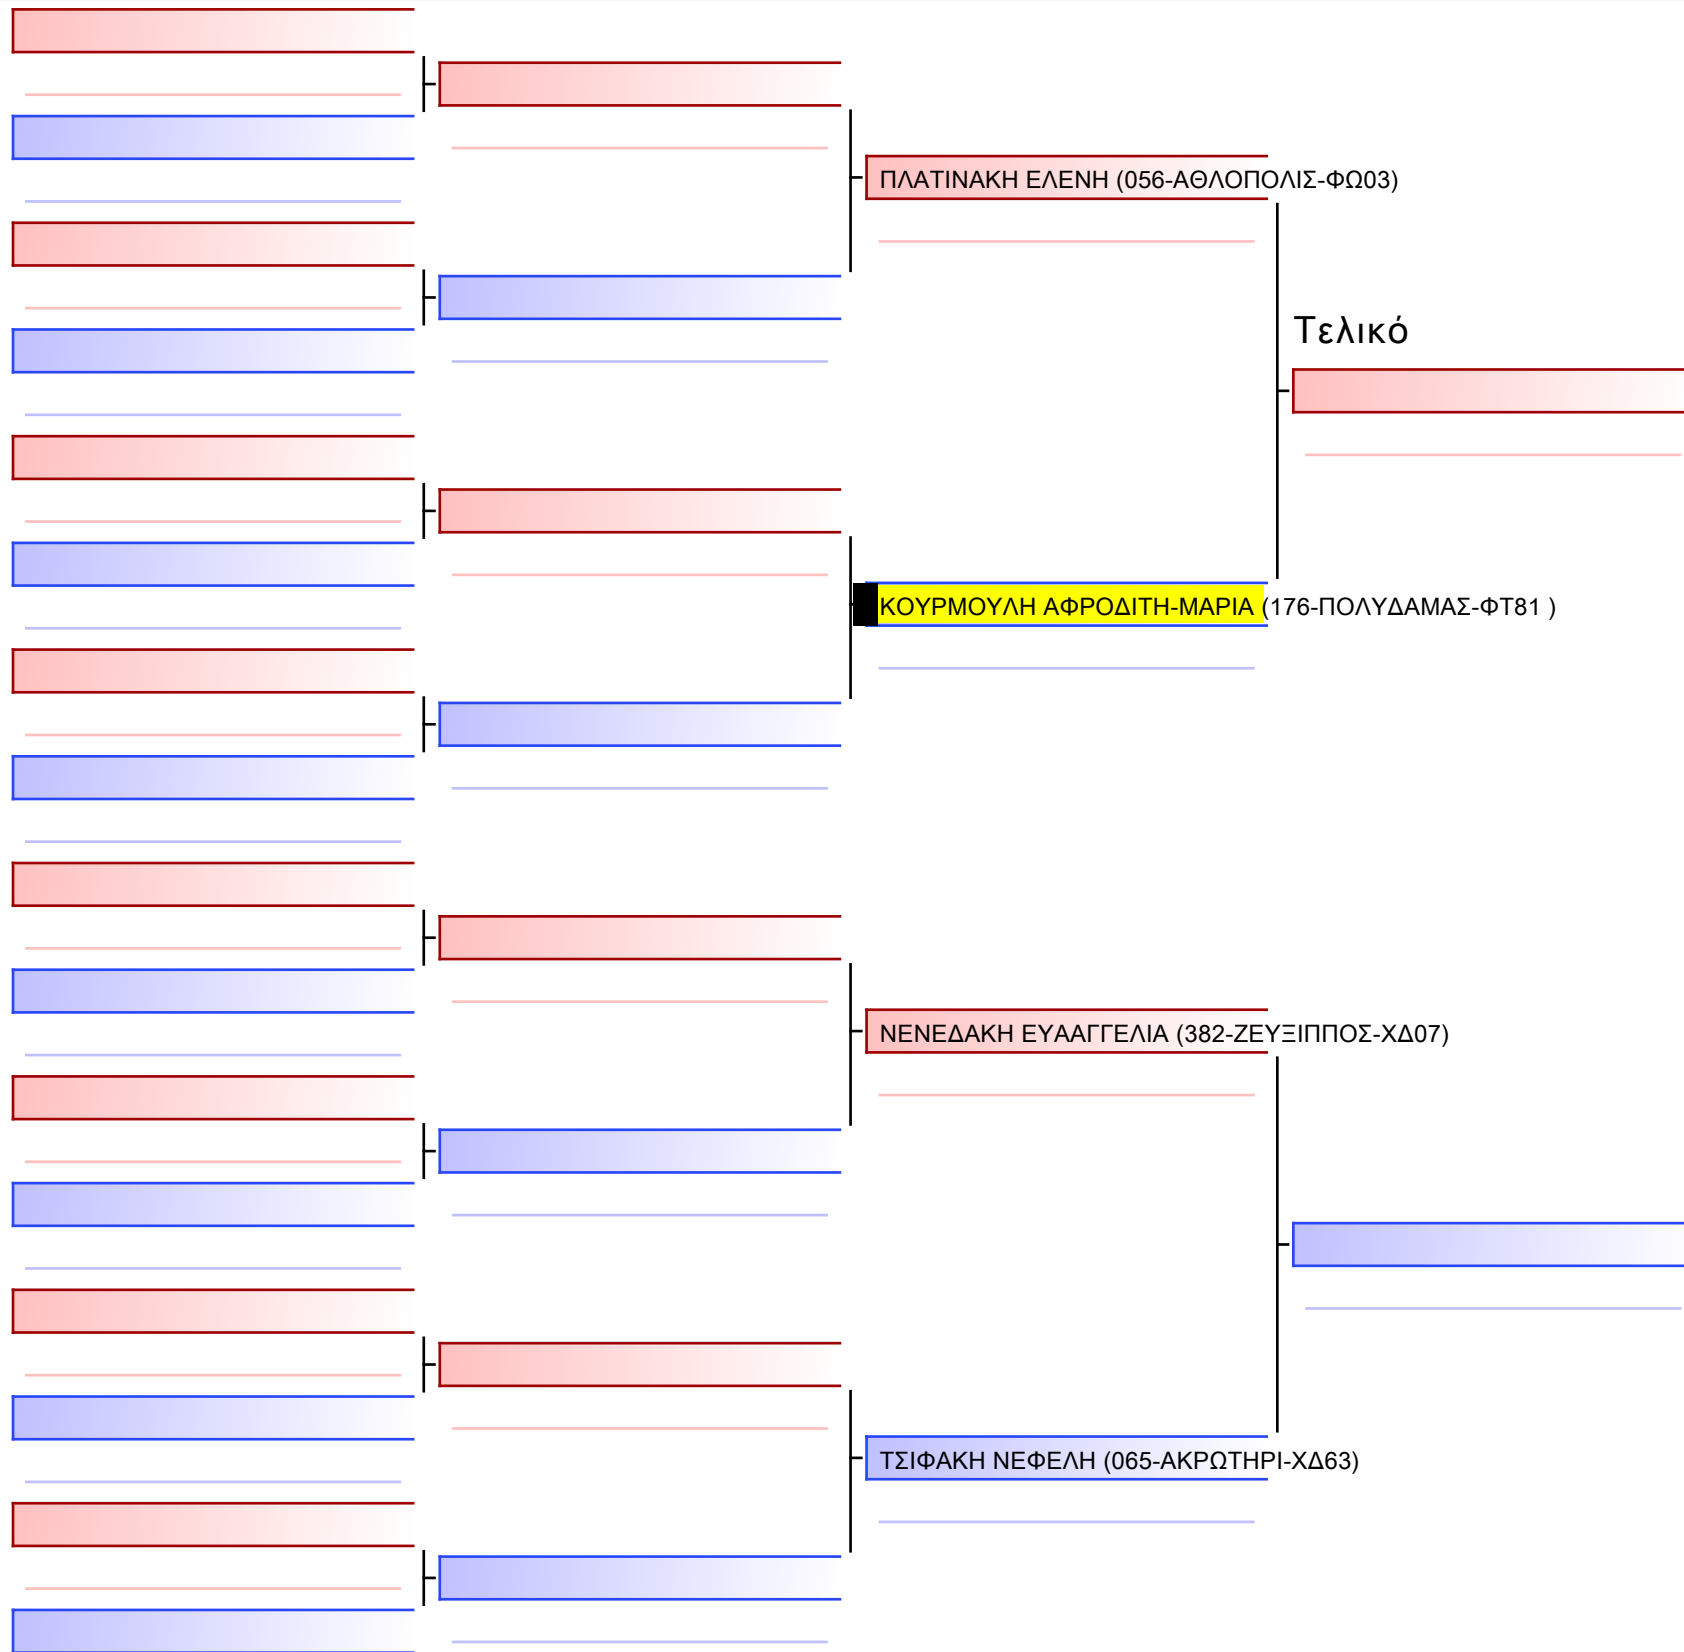 ΠΛΑΤΙΝΑΚΗ ΕΛΕΝΗ (056-ΑΘΛΟΠΟΛΙΣ-ΦΩ03)
Τελικό
ΚΟΥΡΜΟΥΛΗ ΑΦΡΟΔΙΤΗ-ΜΑΡΙΑ (176-ΠΟΛΥΔΑΜΑΣ-ΦΤ81 )
ΝΕΝΕΔΑΚΗ ΕΥΑΑΓΓΕΛΙΑ (382-ΖΕΥΞΙΠΠΟΣ-ΧΔ07)
ΤΣΙΦΑΚΗ ΝΕΦΕΛΗ (065-ΑΚΡΩΤΗΡΙ-ΧΔ63)